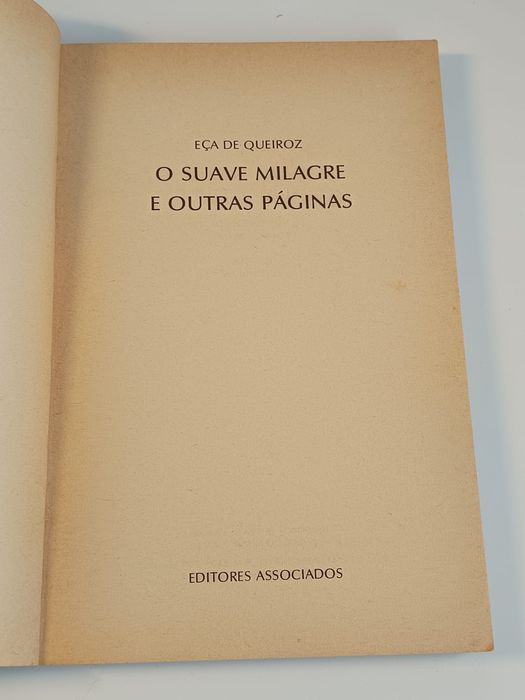 EÇA DE QUEIROZ
O SUAVE MILAGRE
E OUTRAS PÁGINAS
EDITORES ASSOCIADOS